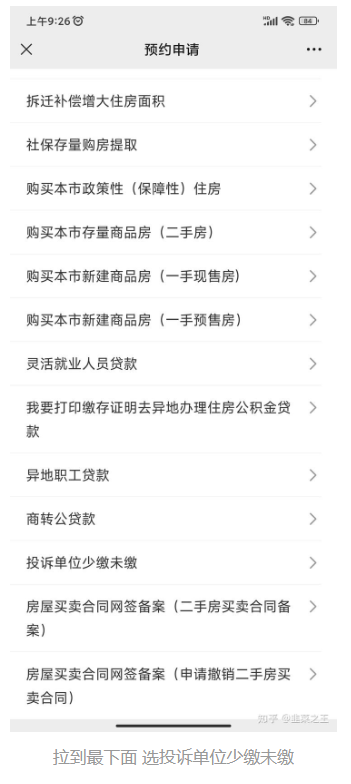 上午9:26
HD 84
预约申请
拆迁补偿增大住房面积
社保存量购房提取
购买本市政策性（保障性）住房
购买本市存量商品房（二手房）
购买本市新建商品房（一手现售房）
购买本市新建商品房（一手预售房）
灵活就业人员贷款
我要打印缴存证明去异地办理住房公积金贷
款
异地职工贷款
商转公贷款
投诉单位少缴未缴
房屋买卖合同网签备案（二手房买卖合同备
案）
房屋买卖合同网签备案（申请撤销二手房买
卖合同）
知乎 @韭菜之王
拉到最下面 选投诉单位少缴未缴